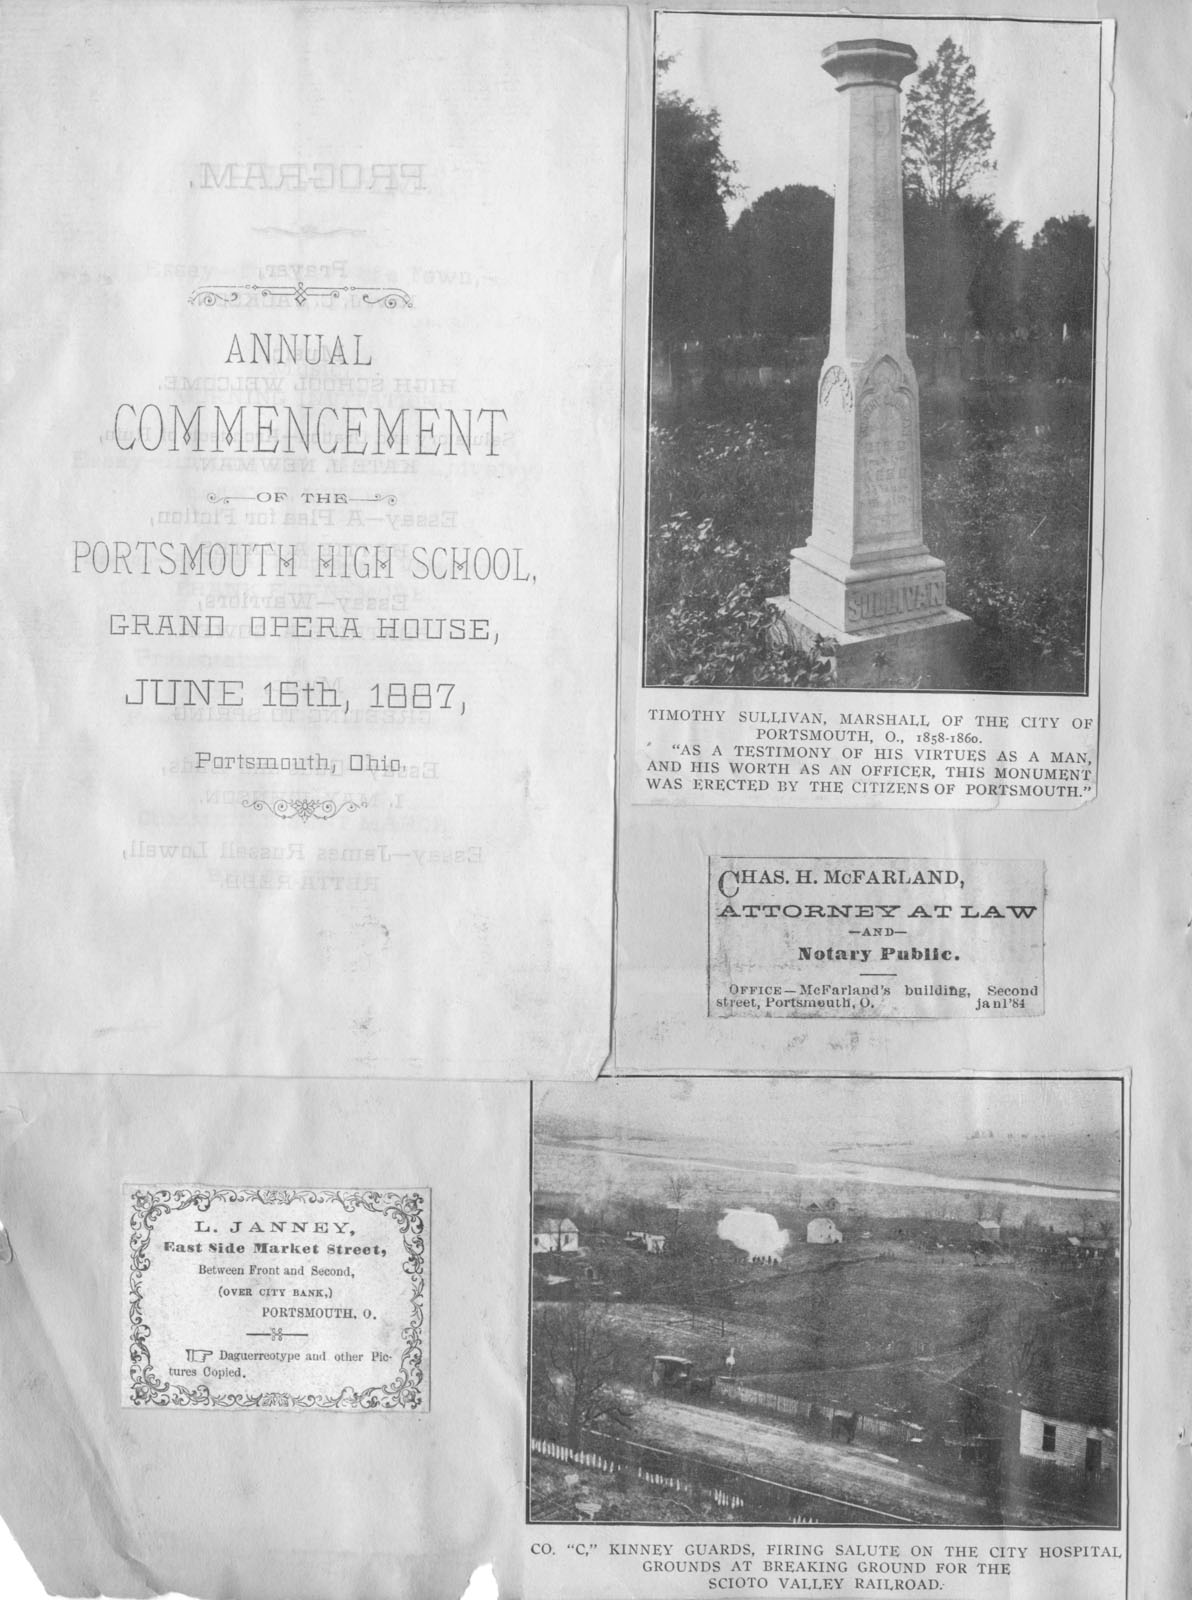 ANNUAL
COMMENCEMENT
OF THE
PORTSMOUTH HIGH SCHOOL,
GRAND OPERA HOUSE,
JUNE 16th, 1887,
Portsmouth, Ohio.
SULLIVAN
TIMOTHY SULLIVAN, MARSHALL OF THE CITY OF
PORTSMOUTH, O., 1858-1860.
"AS A TESTIMONY OF HIS VIRTUES AS A MAN,
AND HIS WORTH AS AN OFFICER, THIS MONUMENT
WAS ERECTED BY THE CITIZENS OF PORTSMOUTH."
CHAS. H. McFARLAND,
ATTORNEY AT LAW
—AND—
Notary Public.
OFFICE—McFarland's building, Second
street, Portsmouth, O. jan1'84
L. JANNEY,
East Side Market Street,
Between Front and Second,
(OVER CITY BANK,)
PORTSMOUTH, O.
☞ Daguerreotype and other Pic-
tures Copied.
CO. "C," KINNEY GUARDS, FIRING SALUTE ON THE CITY HOSPITAL
GROUNDS AT BREAKING GROUND FOR THE
SCIOTO VALLEY RAILROAD.